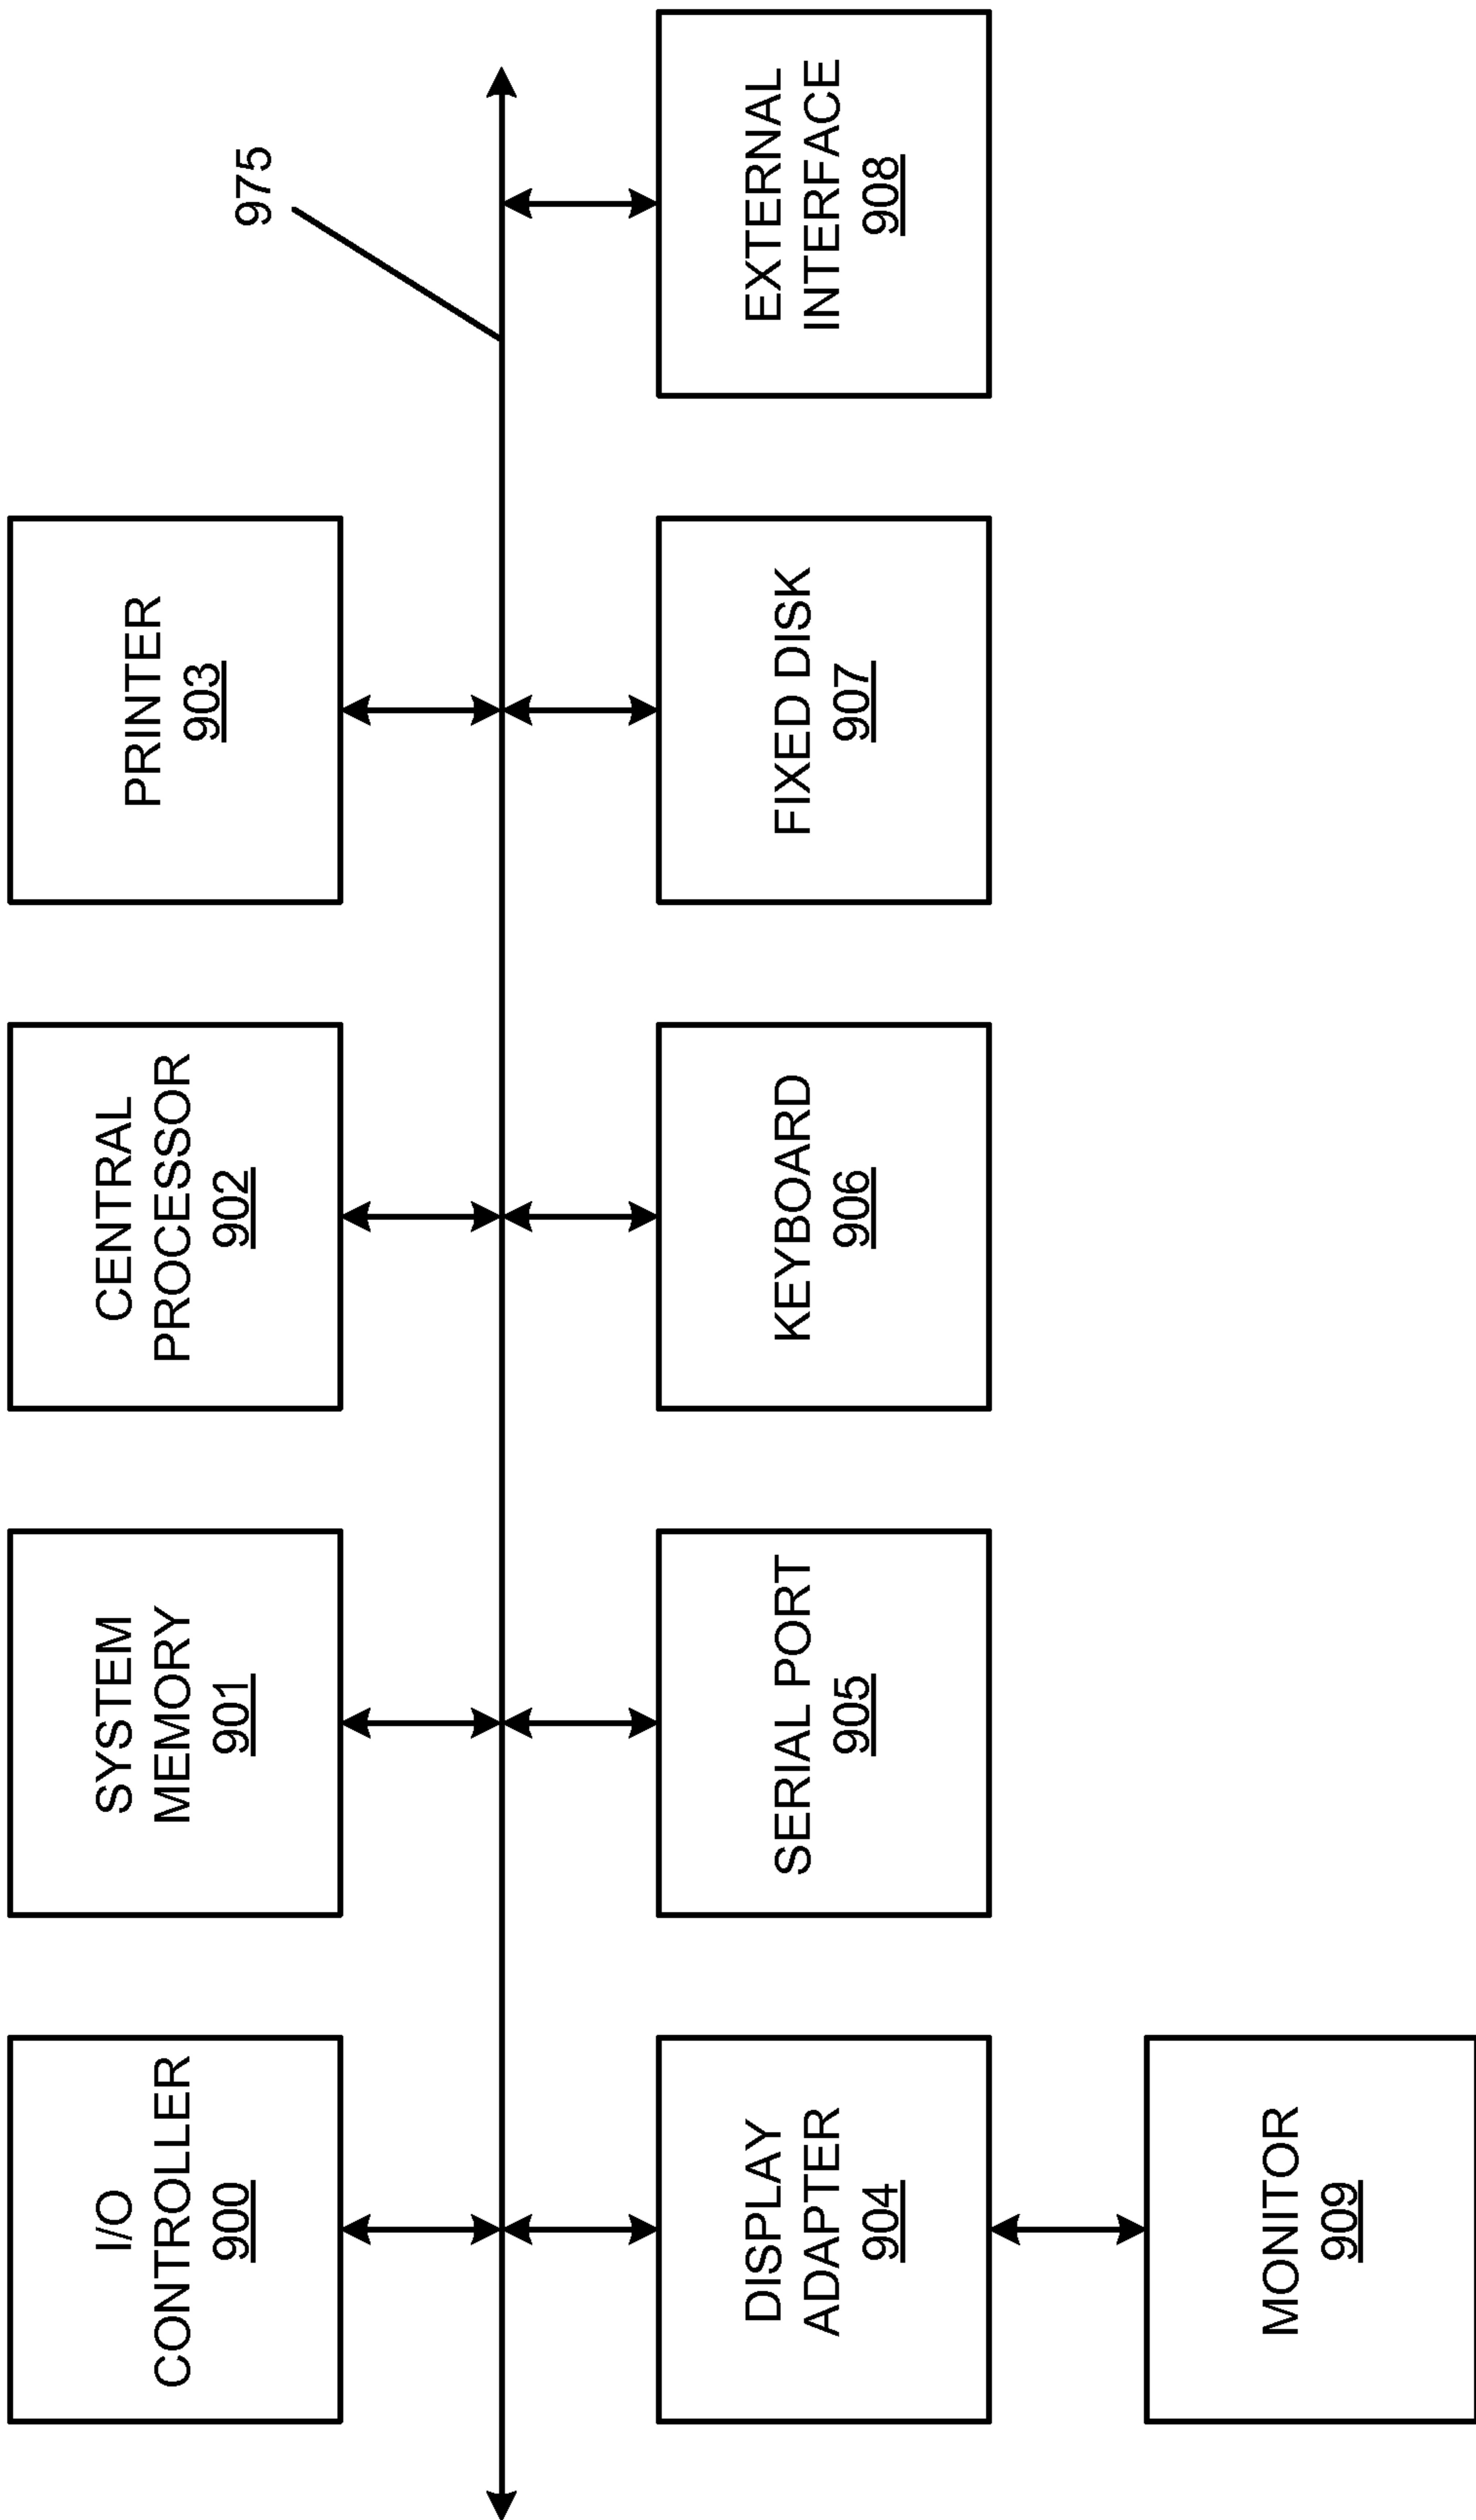 I/O
CONTROLLER
900
SYSTEM
MEMORY
901
CENTRAL
PROCESSOR
902
PRINTER
903
975
DISPLAY
ADAPTER
904
SERIAL PORT
905
KEYBOARD
906
FIXED DISK
907
EXTERNAL
INTERFACE
908
MONITOR
909